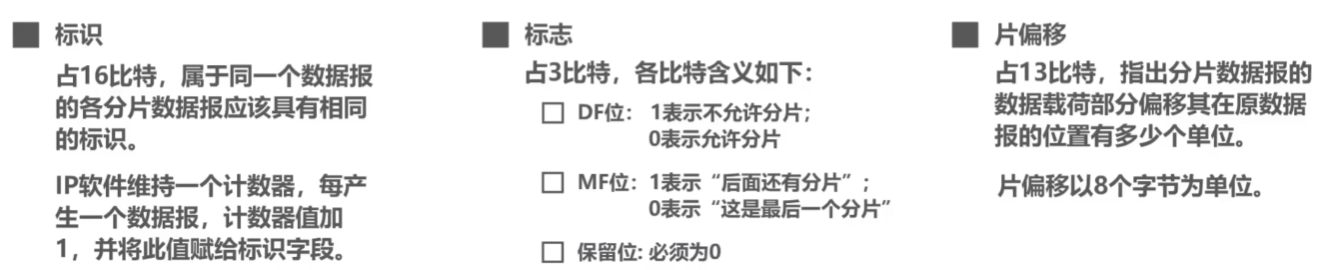 标识
占16比特，属于同一个数据报
的各分片数据报应该具有相同
的标识。
IP软件维持一个计数器，每产
生一个数据报，计数器值加
1，并将此值赋给标识字段。
标志
占3比特，各比特含义如下：
DF位： 1表示不允许分片；
0表示允许分片
MF位：1表示“后面还有分片”；
0表示“这是最后一个分片”
保留位: 必须为0
片偏移
占13比特，指出分片数据报的
数据载荷部分偏移其在原数据
报的位置有多少个单位。
片偏移以8个字节为单位。